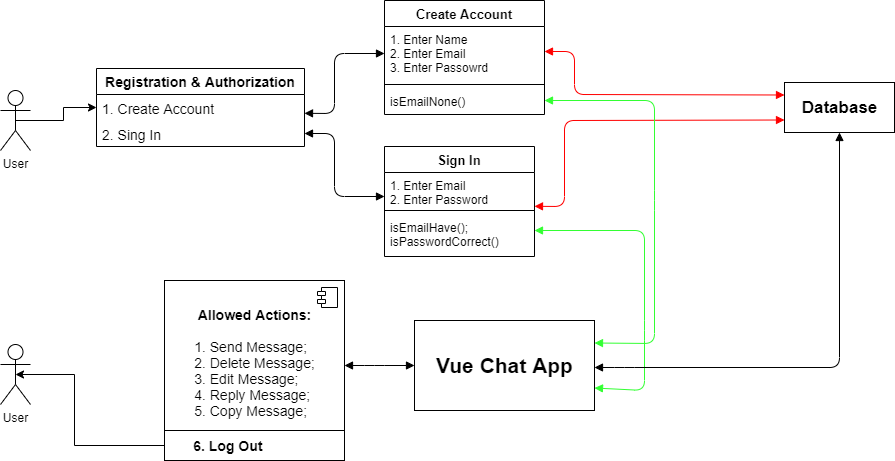 Create Account
1. Enter Name
2. Enter Email
3. Enter Passowrd
isEmailNone()
Registration & Authorization
1. Create Account
2. Sing In
User
Database
Sign In
1. Enter Email
2. Enter Password
isEmailHave();
isPasswordCorrect()
Allowed Actions:
1. Send Message;
2. Delete Message;
3. Edit Message;
4. Reply Message;
5. Copy Message;
6. Log Out
Vue Chat App
User